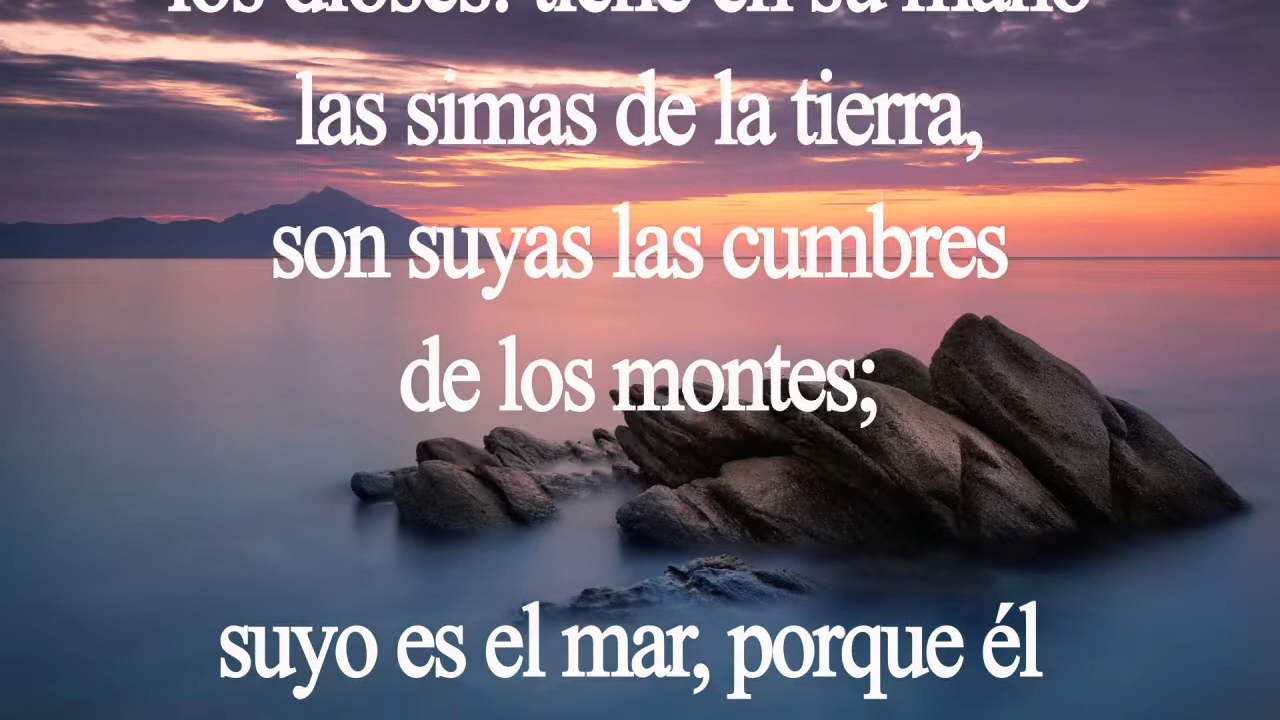 los dioses: tiene en su mano
las simas de la tierra,
son suyas las cumbres
de los montes;
suyo es el mar, porque él